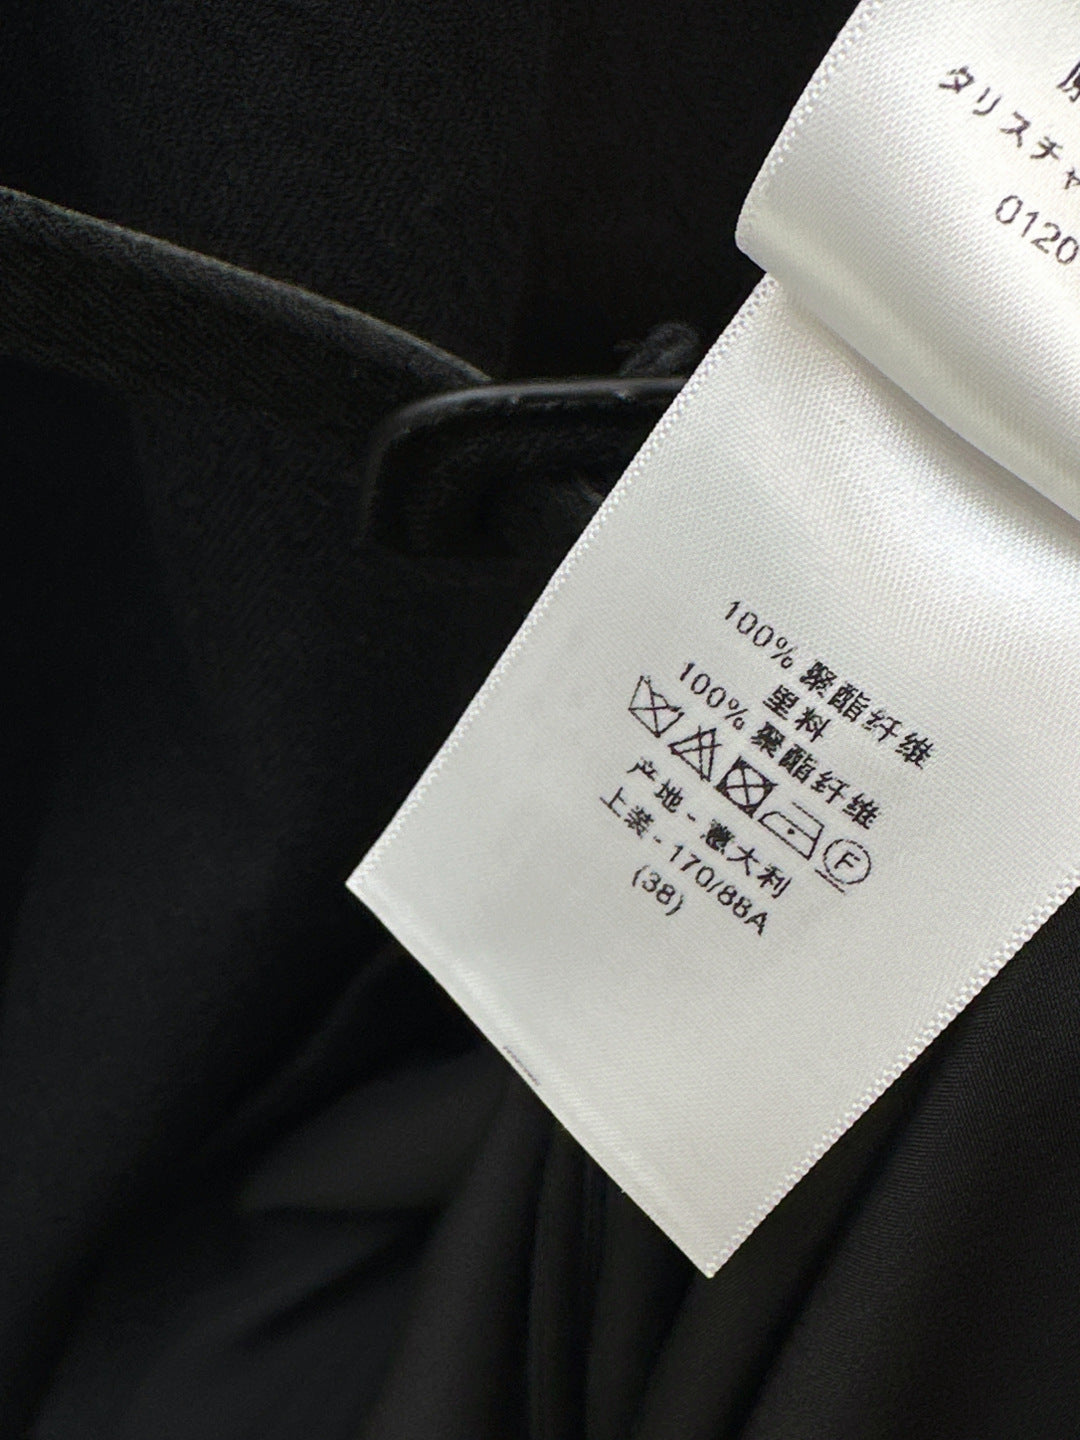 タリスチャ
0120
100% 聚酯纤维
里料
100% 聚酯纤维
F
产地 - 意大利
上装 - 170/88A
(38)